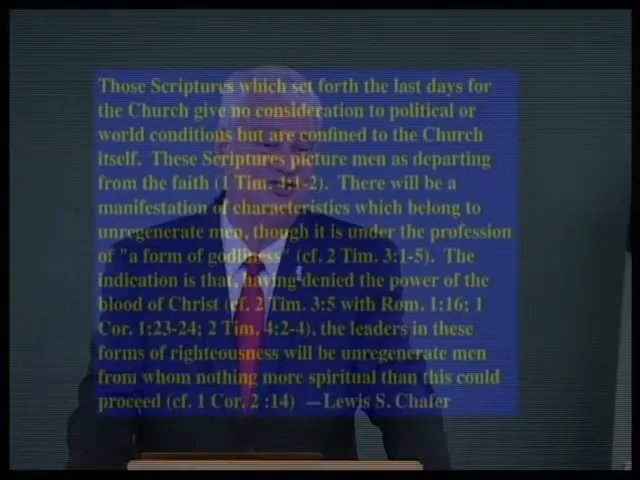 Those Scriptures which set forth the last days for
the Church give no consideration to political or
world conditions but are confined to the Church
itself.  These Scriptures picture men as departing
from the faith (1 Tim. 4:1-2).  There will be a
manifestation of characteristics which belong to
unregenerate men, though it is under the profession
of "a form of godliness" (cf. 2 Tim. 3:1-5).  The
indication is that, having denied the power of the
blood of Christ (cf. 2 Tim. 3:5 with Rom. 1:16; 1
Cor. 1:23-24; 2 Tim. 4:2-4), the leaders in these
forms of righteousness will be unregenerate men
from whom nothing more spiritual than this could
proceed (cf. 1 Cor. 2 :14)  —Lewis S. Chafer